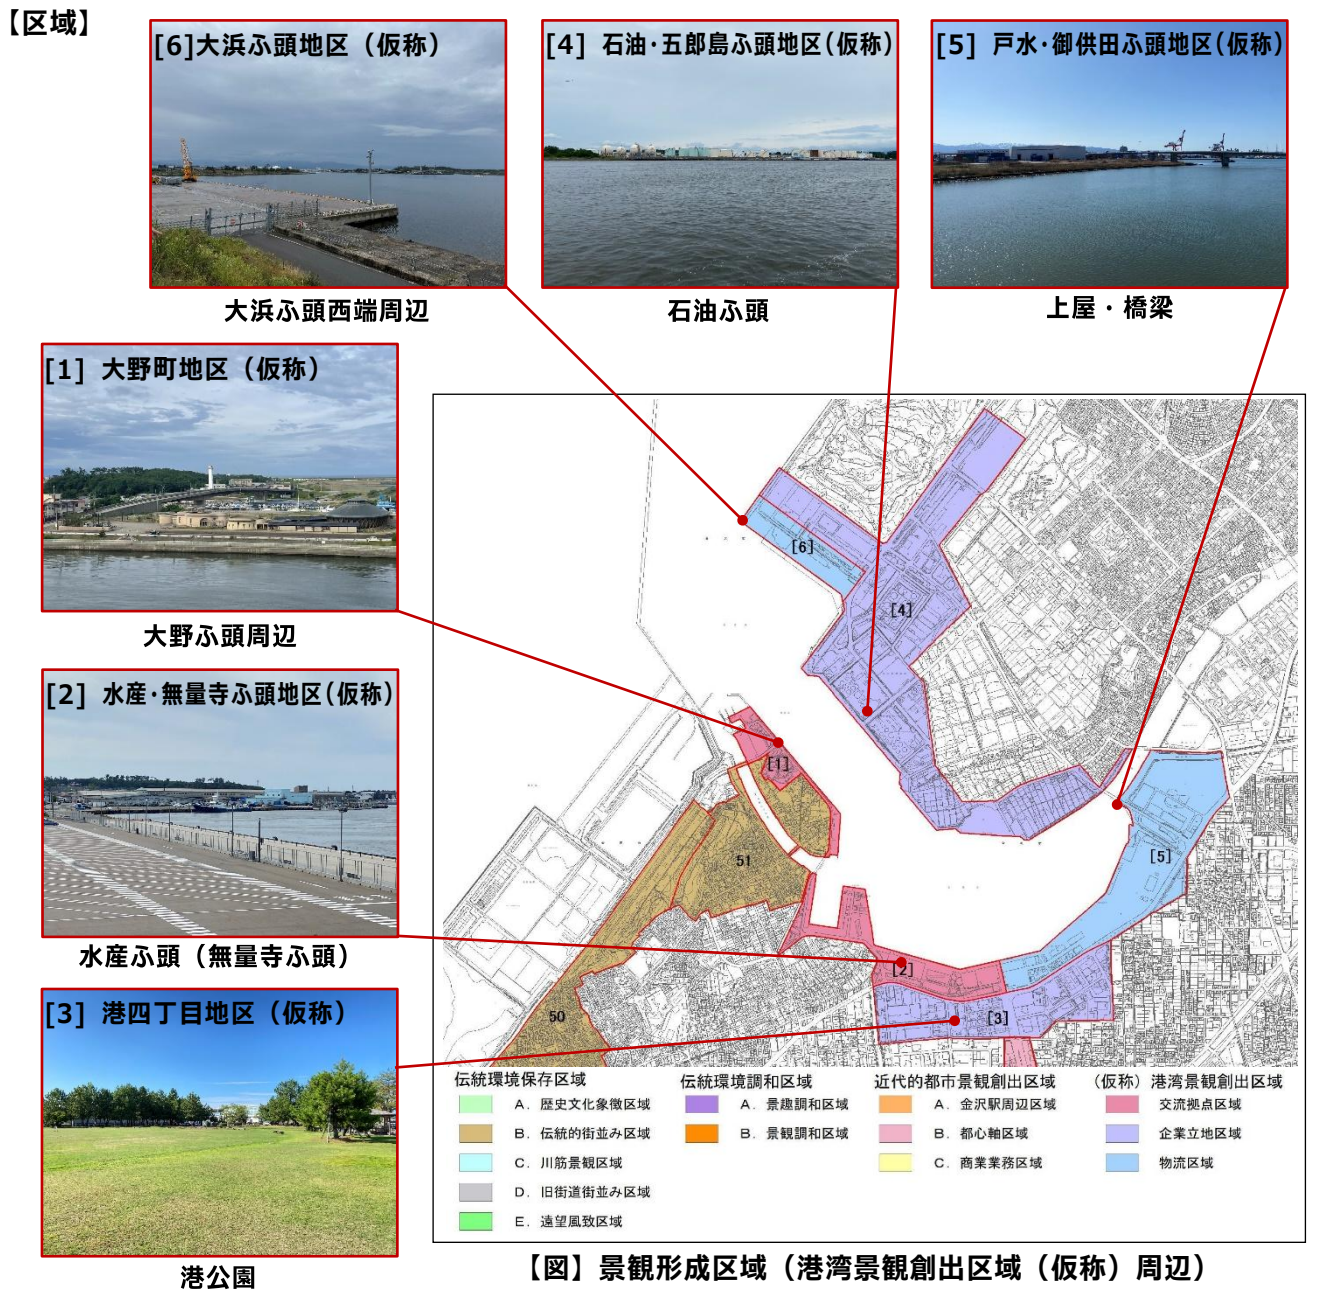 【区域】
[6]大浜ふ頭地区（仮称）
大浜ふ頭西端周辺
[4] 石油･五郎島ふ頭地区(仮称)
石油ふ頭
[5] 戸水･御供田ふ頭地区(仮称)
上屋・橋梁
[1] 大野町地区（仮称）
大野ふ頭周辺
[2] 水産･無量寺ふ頭地区(仮称)
水産ふ頭（無量寺ふ頭）
[3] 港四丁目地区（仮称）
港公園
[6]
[4]
[1]
51
[5]
[2]
50
[3]
伝統環境保存区域
A．歴史文化象徴区域
B．伝統的街並み区域
C．川筋景観区域
D．旧街道街並み区域
E．遠望風致区域
伝統環境調和区域
A．景趣調和区域
B．景観調和区域
近代的都市景観創出区域
A．金沢駅周辺区域
B．都心軸区域
C．商業業務区域
（仮称）港湾景観創出区域
交流拠点区域
企業立地区域
物流区域
【図】景観形成区域（港湾景観創出区域（仮称）周辺）